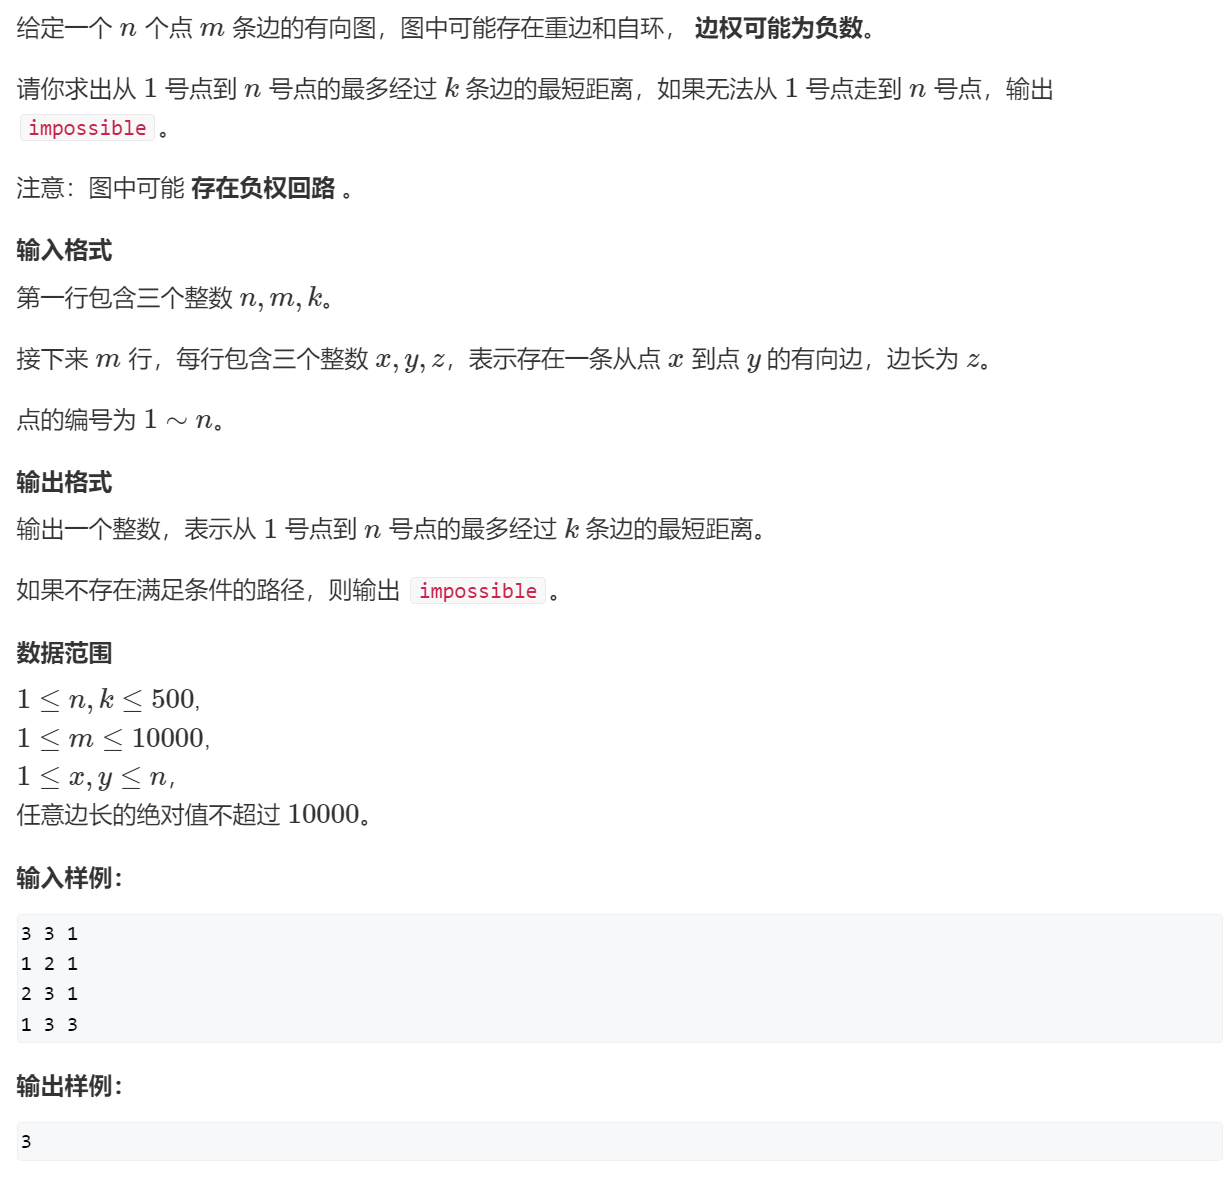 给定一个 n 个点 m 条边的有向图，图中可能存在重边和自环， 边权可能为负数。
请你求出从 1 号点到 n 号点的最多经过 k 条边的最短距离，如果无法从 1 号点走到 n 号点，输出
impossible 。
注意：图中可能 存在负权回路 。
输入格式
第一行包含三个整数 n, m, k。
接下来 m 行，每行包含三个整数 x, y, z，表示存在一条从点 x 到点 y 的有向边，边长为 z。
点的编号为 1 ∼ n。
输出格式
输出一个整数，表示从 1 号点到 n 号点的最多经过 k 条边的最短距离。
如果不存在满足条件的路径，则输出 impossible 。
数据范围
1 ≤ n, k ≤ 500,
1 ≤ m ≤ 10000,
1 ≤ x, y ≤ n，
任意边长的绝对值不超过 10000。
输入样例：
3 3 1
1 2 1
2 3 1
1 3 3
输出样例：
3